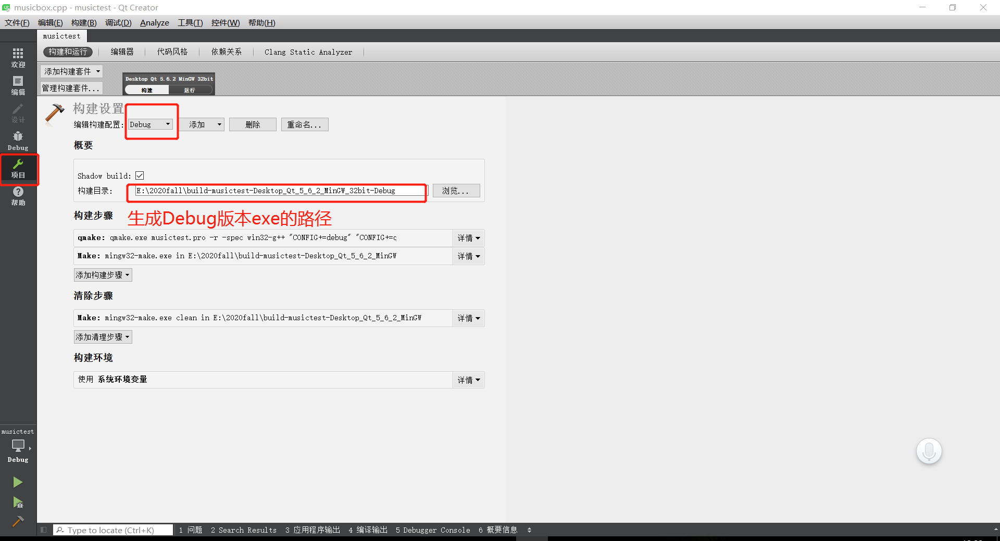 musicbox.cpp - musictest - Qt Creator
文件(F) 编辑(E) 构建(B) 调试(D) Analyze 工具(T) 控件(W) 帮助(H)
musictest
构建和运行 编辑器 代码风格 依赖关系 Clang Static Analyzer
欢迎
编辑
设计
Debug
项目
帮助
添加构建套件
管理构建套件...
Desktop Qt 5.6.2 MinGW 32bit
构建 运行
构建设置
编辑构建配置: Debug 添加 删除 重命名...
概要
Shadow build:
构建目录: E:\2020fall\build-musictest-Desktop_Qt_5_6_2_MinGW_32bit-Debug 浏览...
构建步骤 生成Debug版本exe的路径
qmake: qmake.exe musictest.pro -r -spec win32-g++ "CONFIG+=debug" "CONFIG+=q 详情
Make: mingw32-make.exe in E:\2020fall\build-musictest-Desktop_Qt_5_6_2_MinGW 详情
添加构建步骤
清除步骤
Make: mingw32-make.exe clean in E:\2020fall\build-musictest-Desktop_Qt_5_6_2_MinGW 详情
添加清理步骤
构建环境
使用 系统环境变量 详情
musictest
Debug
Type to locate (Ctrl+K) 1 问题 2 Search Results 3 应用程序输出 4 编译输出 5 Debugger Console 6 概要信息